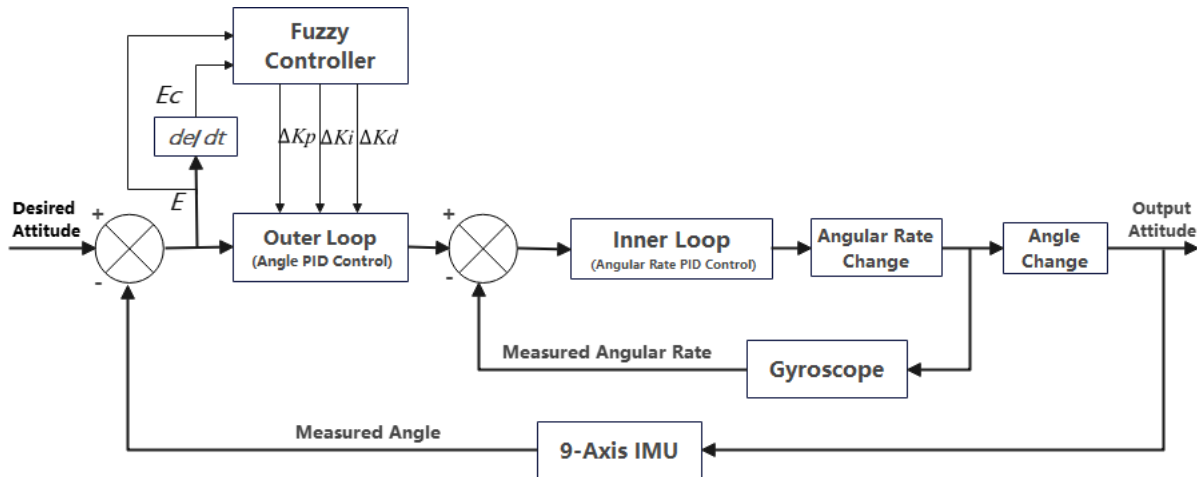 Fuzzy
Controller
Ec
de/dt
ΔKp ΔKi ΔKd
E
Desired
Attitude
+
-
Outer Loop
(Angle PID Control)
+
-
Inner Loop
(Angular Rate PID Control)
Angular Rate
Change
Angle
Change
Output
Attitude
Measured Angular Rate
Gyroscope
Measured Angle
9-Axis IMU